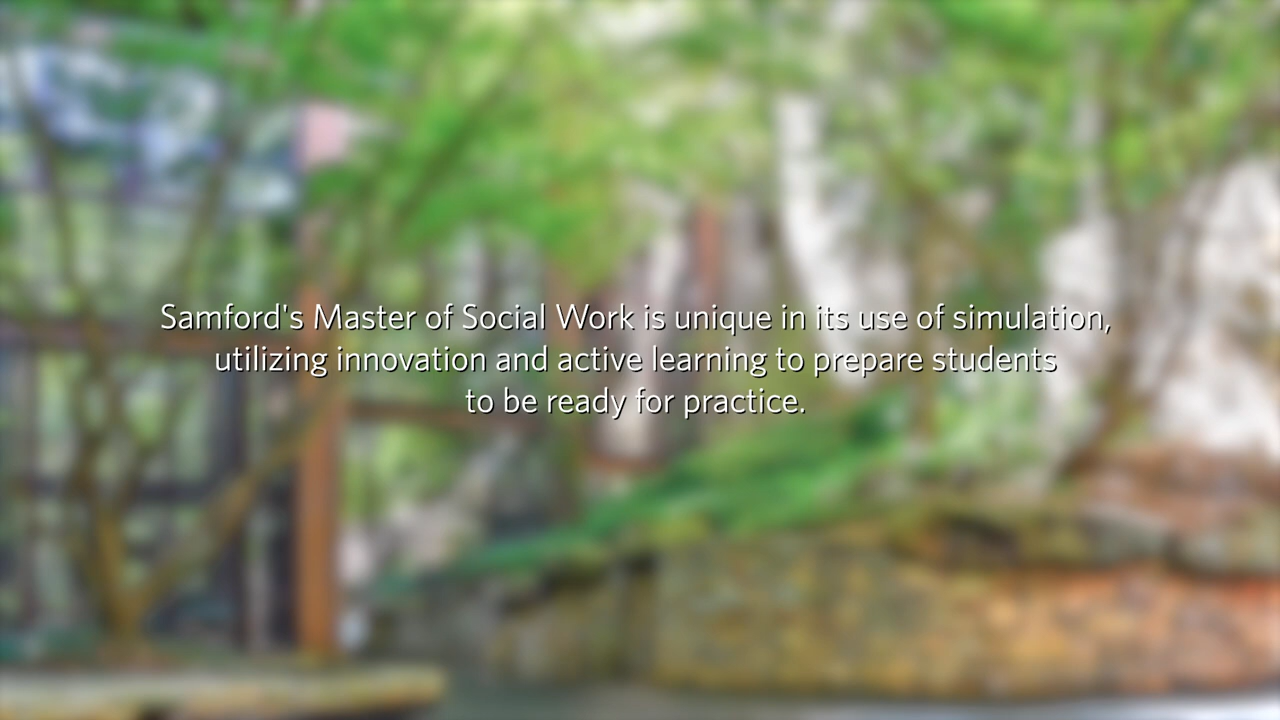 Samford's Master of Social Work is unique in its use of simulation,
utilizing innovation and active learning to prepare students
to be ready for practice.